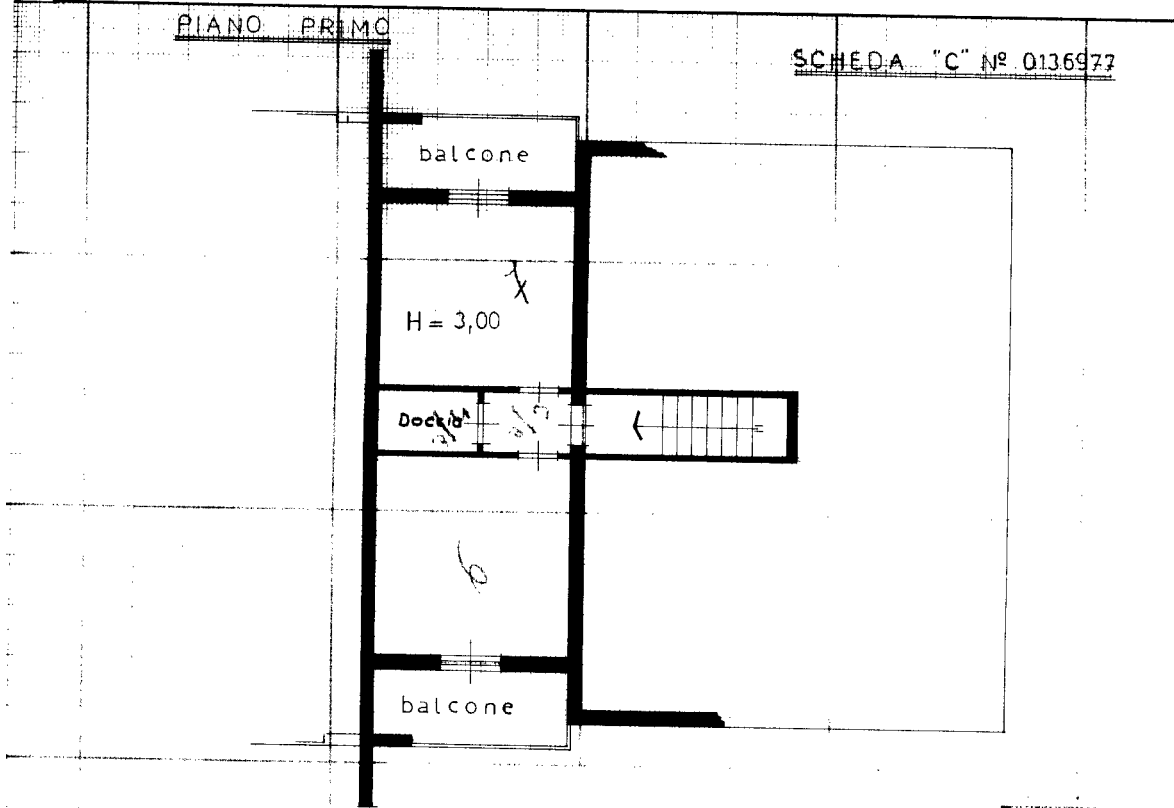 PIANO PRIMO
SCHEDA "C" Nº 0136977
balcone
H = 3,00
Doccia
balcone